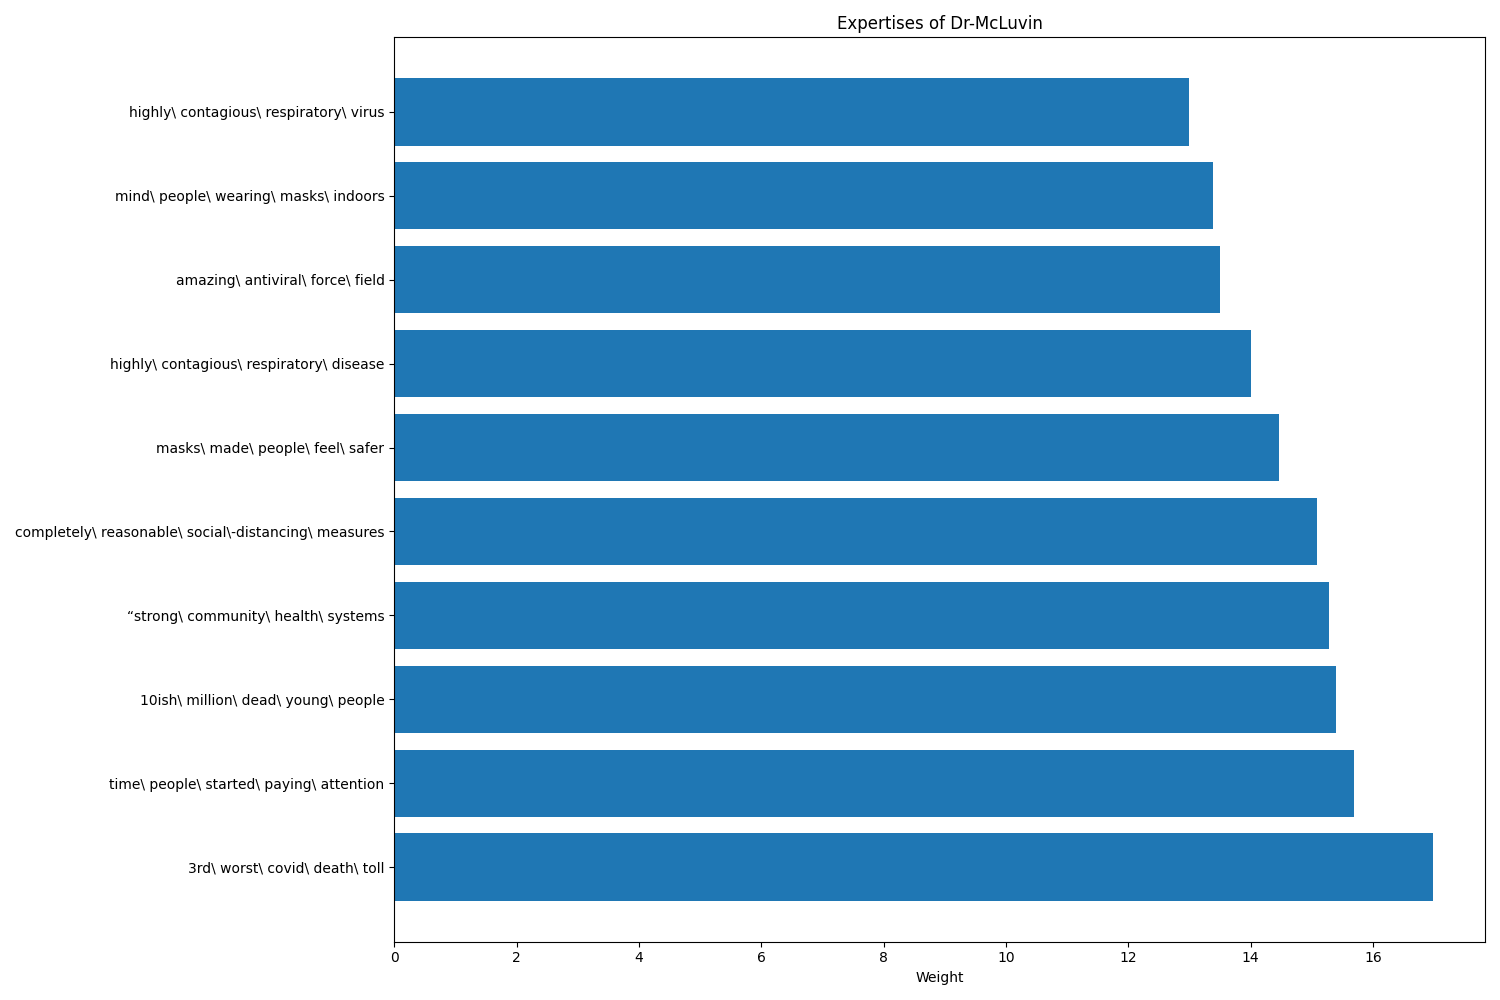 Expertises of Dr-McLuvin
highly\ contagious\ respiratory\ virus
mind\ people\ wearing\ masks\ indoors
amazing\ antiviral\ force\ field
highly\ contagious\ respiratory\ disease
masks\ made\ people\ feel\ safer
completely\ reasonable\ social\-distancing\ measures
“strong\ community\ health\ systems
10ish\ million\ dead\ young\ people
time\ people\ started\ paying\ attention
3rd\ worst\ covid\ death\ toll
0 2 4 6 8 10 12 14 16
Weight